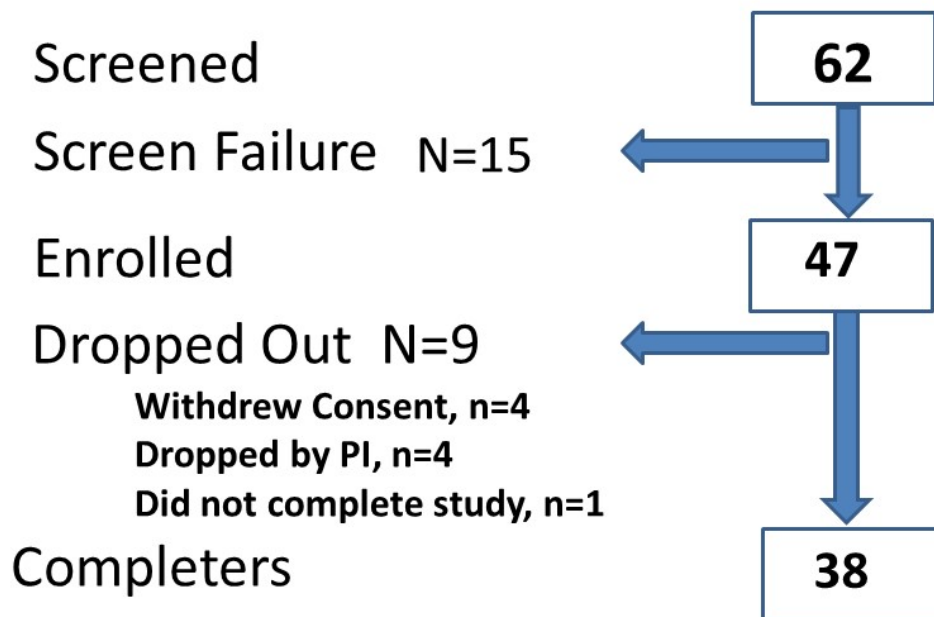 Screened 62
Screen Failure N=15
Enrolled 47
Dropped Out N=9
Withdrew Consent, n=4
Dropped by PI, n=4
Did not complete study, n=1
Completers 38